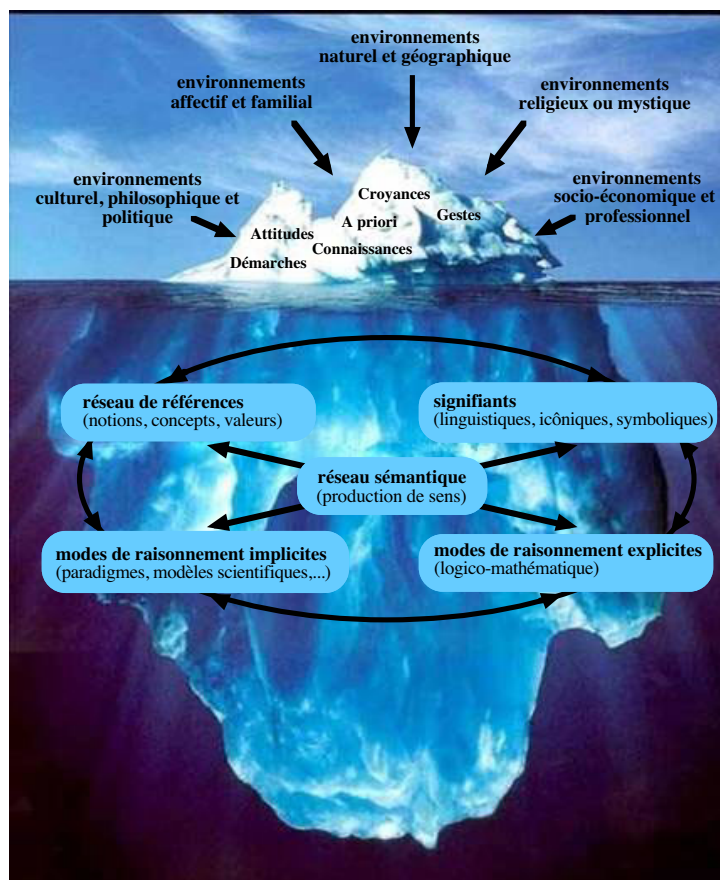 environnements
naturel et géographique
environnements
affectif et familial
environnements
religieux ou mystique
environnements
culturel, philosophique et
politique
environnements
socio-économique et
professionnel
Croyances
A priori
Gestes
Attitudes
Connaissances
Démarches
réseau de références
(notions, concepts, valeurs)
signifiants
(linguistiques, icôniques, symboliques)
réseau sémantique
(production de sens)
modes de raisonnement implicites
(paradigmes, modèles scientifiques,...)
modes de raisonnement explicites
(logico-mathématique)